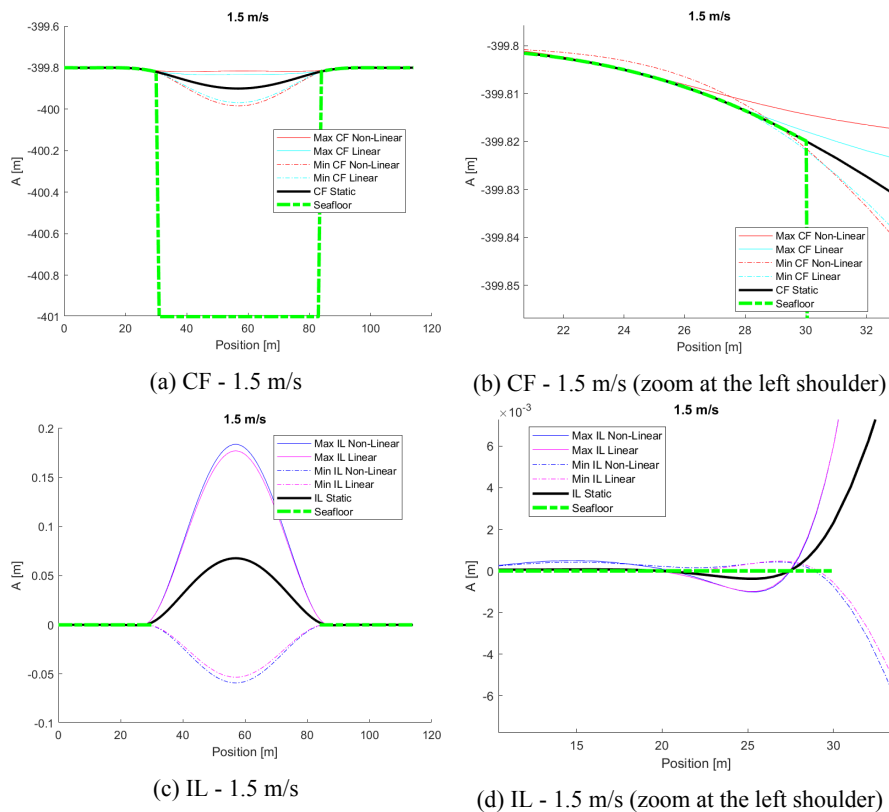 1.5 m/s
-399.6
-399.8
-400
-400.2
-400.4
-400.6
-400.8
-401
A [m]
Max CF Non-Linear
Max CF Linear
Min CF Non-Linear
Min CF Linear
CF Static
Seafloor
0 20 40 60 80 100 120
Position [m]
(a) CF - 1.5 m/s
1.5 m/s
-399.8
-399.81
-399.82
-399.83
-399.84
-399.85
A [m]
Max CF Non-Linear
Max CF Linear
Min CF Non-Linear
Min CF Linear
CF Static
Seafloor
22 24 26 28 30 32
Position [m]
(b) CF - 1.5 m/s (zoom at the left shoulder)
1.5 m/s
0.2
0.15
0.1
0.05
0
-0.05
-0.1
A [m]
Max IL Non-Linear
Max IL Linear
Min IL Non-Linear
Min IL Linear
IL Static
Seafloor
0 20 40 60 80 100 120
Position [m]
(c) IL - 1.5 m/s
×10⁻³
1.5 m/s
6
4
2
0
-2
-4
-6
A [m]
Max IL Non-Linear
Max IL Linear
Min IL Non-Linear
Min IL Linear
IL Static
Seafloor
15 20 25 30
Position [m]
(d) IL - 1.5 m/s (zoom at the left shoulder)